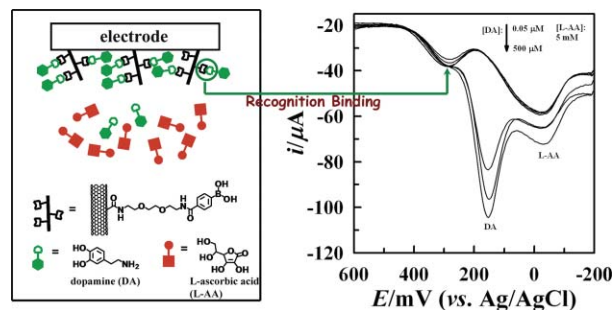 electrode
Recognition Binding
O
N
H
O
O
H
N
O
OH
B
OH
=
=
HO
HO
NH₂
dopamine (DA)
=
HO
HO
O
O
HO
OH
L-ascorbic acid
(L-AA)
-20
-40
-60
-80
-100
-120
i/μA
[DA]:
0.05 μM
500 μM
[L-AA]:
5 mM
L-AA
DA
600
400
200
0
-200
E/mV (vs. Ag/AgCl)